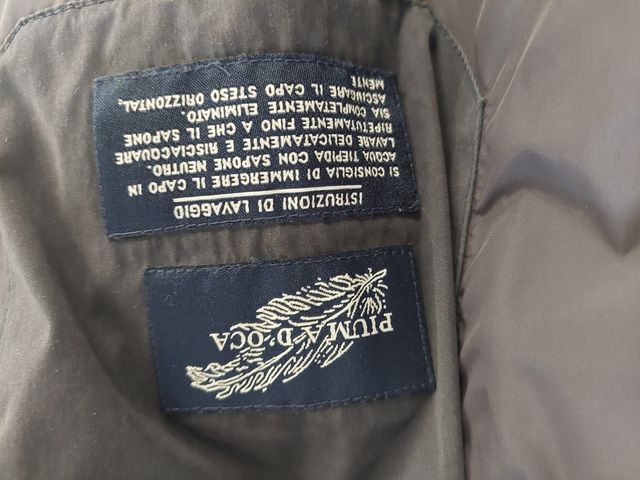 PIUMA D'OCA
ISTRUZIONI DI LAVAGGIO
SI CONSIGLIA DI IMMERGERE IL CAPO IN
ACQUA TIEPIDA CON SAPONE NEUTRO.
LAVARE DELICATAMENTE E RISCIACQUARE
RIPETUTAMENTE FINO A CHE IL SAPONE
SIA COMPLETAMENTE ELIMINATO.
ASCIUGARE IL CAPO STESO ORIZZONTAL,
MENTE